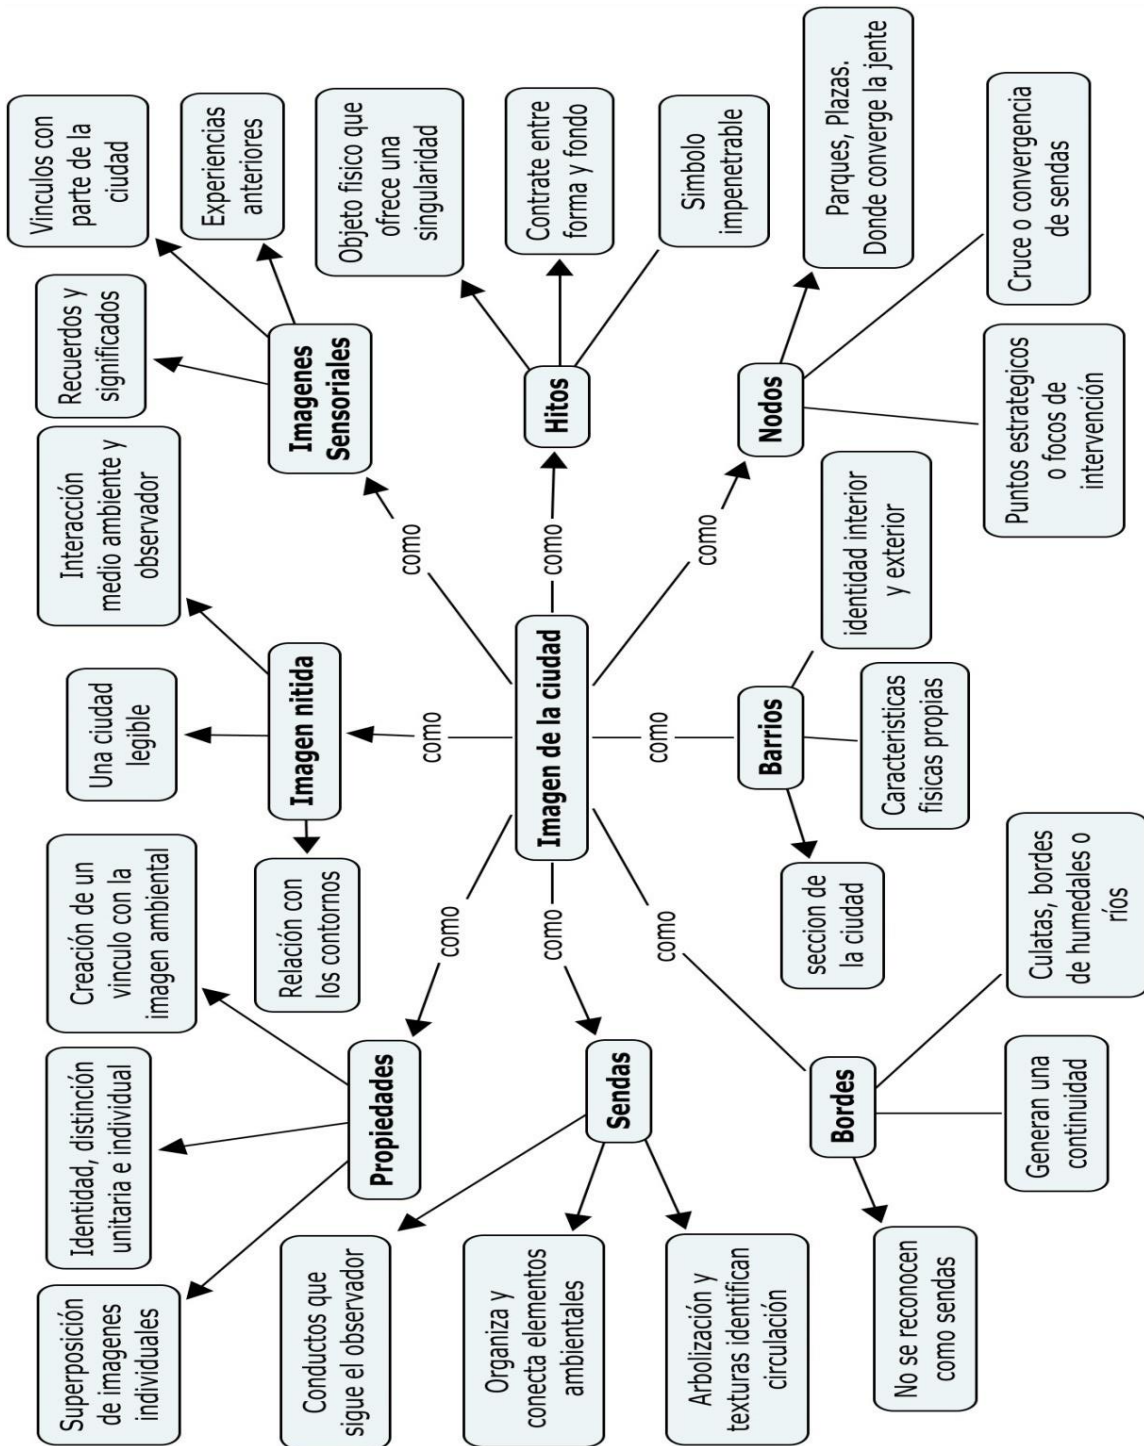 Superposición
de imagenes
individuales
Identidad, distinción
unitaria e individual
Creación de un
vinculo con la
imagen ambiental
Una ciudad
legible
Interacción
medio ambiente y
observador
Recuerdos y
significados
Vinculos con
parte de la
ciudad
Experiencias
anteriores
Relación con
los contornos
Imagen nitida
Imagenes
Sensoriales
Propiedades
como
como
como
Conductos que
sigue el observador
Objeto fisico que
ofrece una
singularidad
Organiza y
conecta elementos
ambientales
Sendas
como
Imagen de la ciudad
como
Hitos
Contrate entre
forma y fondo
Arbolización y
texturas identifican
circulación
Simbolo
impenetrable
como
como
como
Bordes
Barrios
Nodos
seccion de
la ciudad
Caracteristicas
fisicas propias
identidad interior
y exterior
Parques, Plazas.
Donde converge la jente
No se reconocen
como sendas
Generan una
continuidad
Culatas, bordes
de humedales o
ríos
Puntos estrategicos
o focos de
intervención
Cruce o convergencia
de sendas